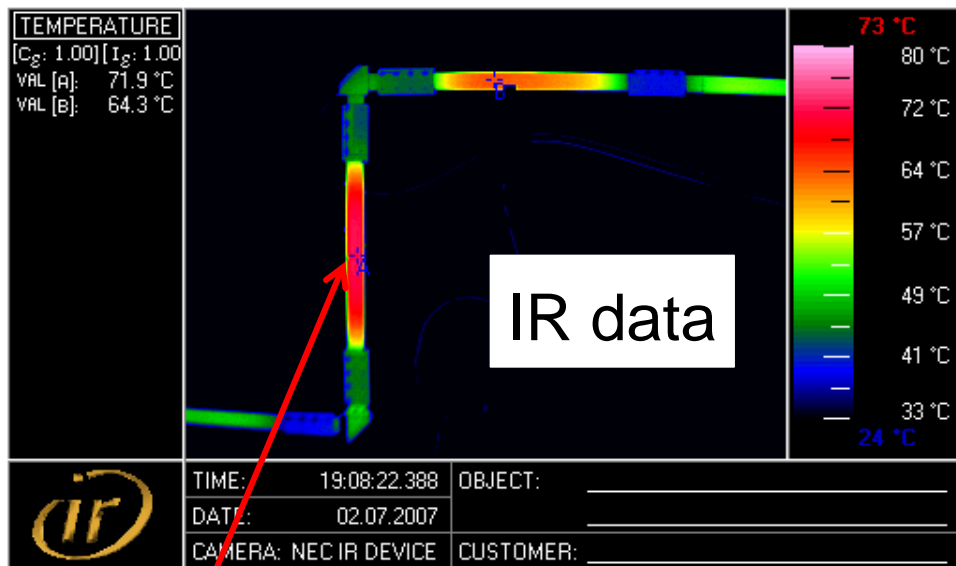 TEMPERATURE
[Cg: 1.00][Ig: 1.00
VAL [A]: 71.9 °C
VAL [B]: 64.3 °C
B
A
IR data
73 °C
80 °C
72 °C
64 °C
57 °C
49 °C
41 °C
33 °C
24 °C
ir
TIME: 19:08:22.388
DATE: 02.07.2007
CAMERA: NEC IR DEVICE
OBJECT:
CUSTOMER: